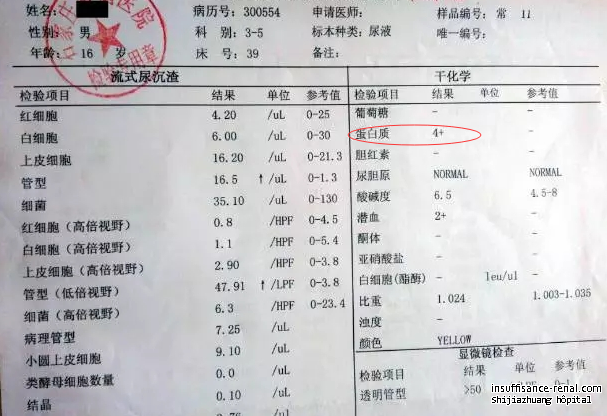 姓名:
病历号: 300554
申请医师:
样品编号: 常 11
性别: 男
科 别: 3-5
标本种类: 尿液
唯一编号:
年龄: 16 岁
床 号: 39
备注:
检验专用章
流式尿沉渣
检验项目 结果 单位 参考值
红细胞 4.20 /uL 0-25
白细胞 6.00 /uL 0-30
上皮细胞 16.20 /uL 0-21.3
管型 16.5 ↑ /uL 0-1.3
细菌 35.10 /uL 0-130
红细胞(高倍视野) 0.8 /HPF 0-4.5
白细胞(高倍视野) 1.1 /HPF 0-5.4
上皮细胞(高倍视野) 2.90 /HPF 0-3.8
管型(低倍视野) 47.91 ↑ /LPF 0-3.8
细菌(高倍视野) 6.3 /HPF 0-23.4
病理管型 7.25 /uL
小圆上皮细胞 9.10 /uL
类酵母细胞数量 0.0 /uL
结晶 0.10 /uL
干化学
检验项目 结果 单位 参考值
葡萄糖 - -
蛋白质 4+ -
胆红素 - -
尿胆原 NORMAL NORMAL
酸碱度 6.5 4.5-8
潜血 2+ -
酮体 - -
亚硝酸盐 - -
白细胞(酯酶) - leu/ul -
比重 1.024 1.003-1.035
浊度 -
颜色 YELLOW
显微镜检查
检验项目 结果 单位 参考值
透明管型 >50 /LPF 0-1
insuffisance-renal.com
shijiazhuang hôpital